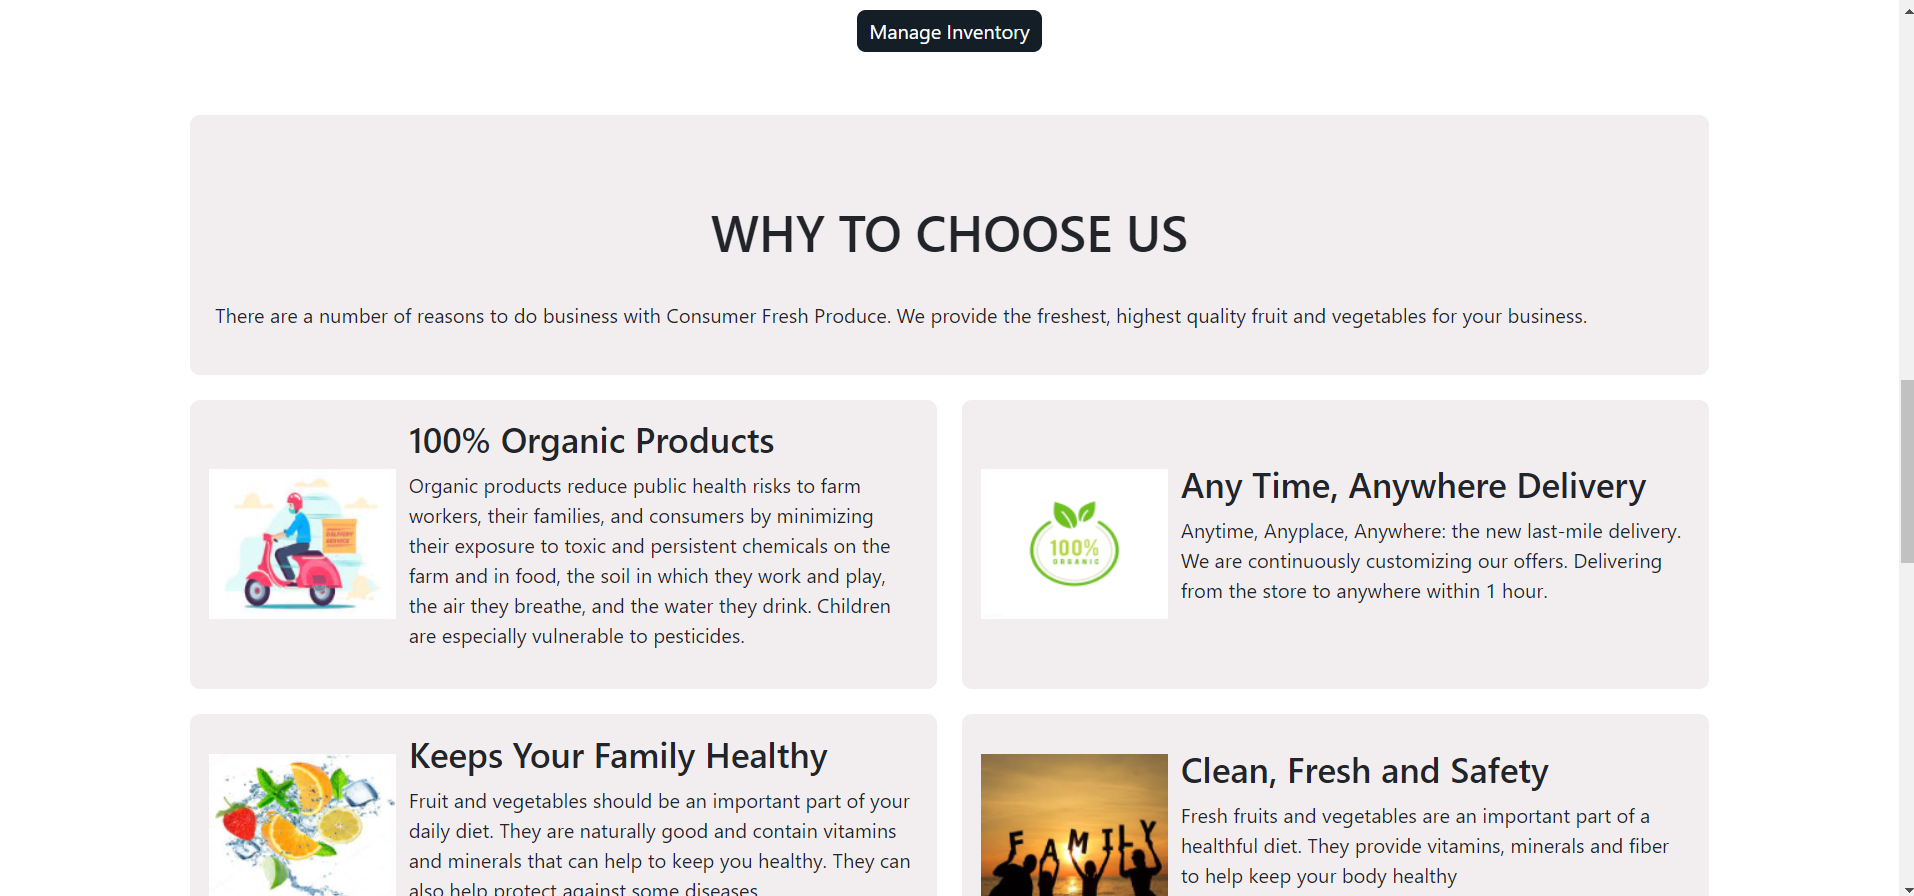 Manage Inventory
WHY TO CHOOSE US
There are a number of reasons to do business with Consumer Fresh Produce. We provide the freshest, highest quality fruit and vegetables for your business.
DELIVERY
SERVICE
100% Organic Products
Organic products reduce public health risks to farm
workers, their families, and consumers by minimizing
their exposure to toxic and persistent chemicals on the
farm and in food, the soil in which they work and play,
the air they breathe, and the water they drink. Children
are especially vulnerable to pesticides.
100%
ORGANIC
Any Time, Anywhere Delivery
Anytime, Anyplace, Anywhere: the new last-mile delivery.
We are continuously customizing our offers. Delivering
from the store to anywhere within 1 hour.
Keeps Your Family Healthy
Fruit and vegetables should be an important part of your
daily diet. They are naturally good and contain vitamins
and minerals that can help to keep you healthy. They can
also help protect against some diseases
FAMILY
Clean, Fresh and Safety
Fresh fruits and vegetables are an important part of a
healthful diet. They provide vitamins, minerals and fiber
to help keep your body healthy